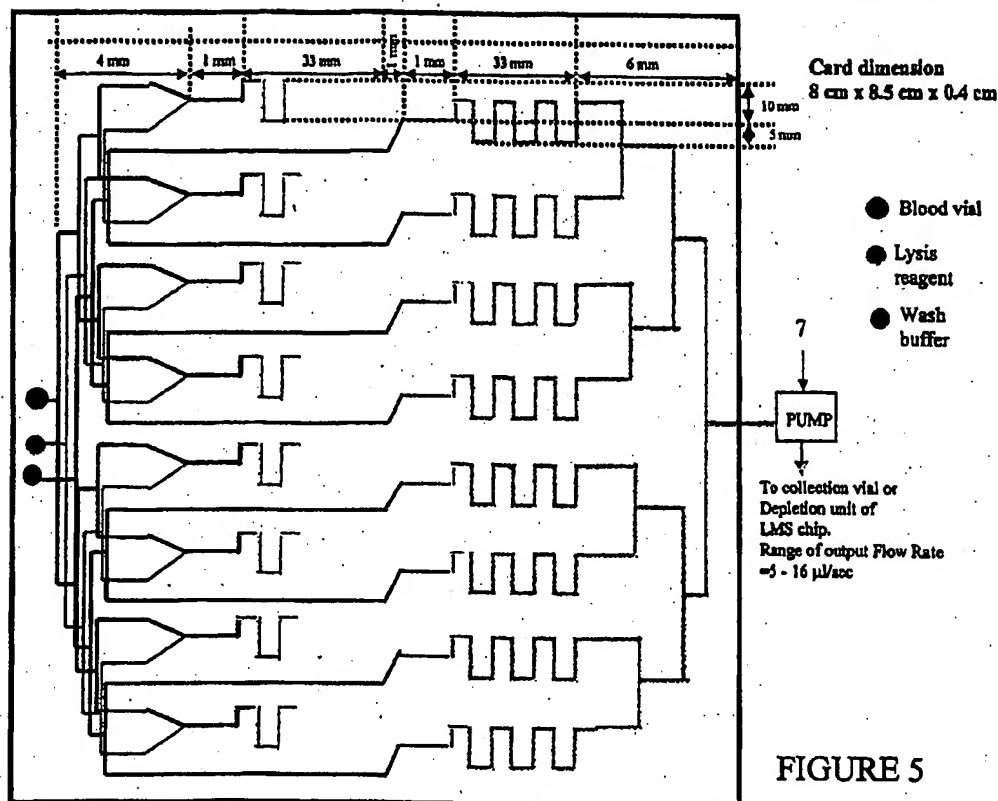 4 mm
1 mm
33 mm
1 mm
1 mm
33 mm
6 mm
10 mm
5 mm
Card dimension
8 cm x 8.5 cm x 0.4 cm
Blood vial
Lysis
reagent
Wash
buffer
7
PUMP
To collection vial or
Depletion unit of
LMS chip.
Range of output Flow Rate
=5 - 16 µl/sec
FIGURE 5